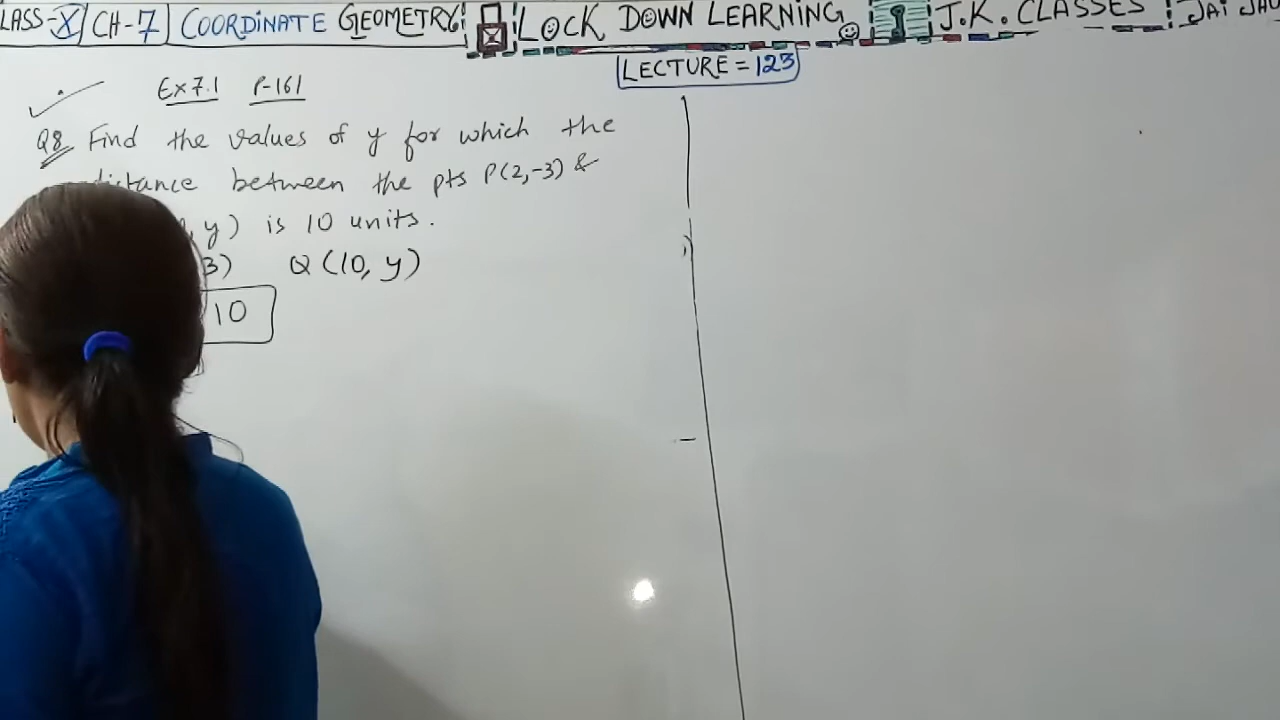 LASS-X CH-7 COORDINATE GEOMETRY LOCK DOWN LEARNING J.K. CLASSES JAI
LECTURE = 123
Ex 7.1 P-161
Q8 Find the values of y for which the
distance between the pts P(2,-3) &
, y) is 10 units.
3) Q (10, y)
10